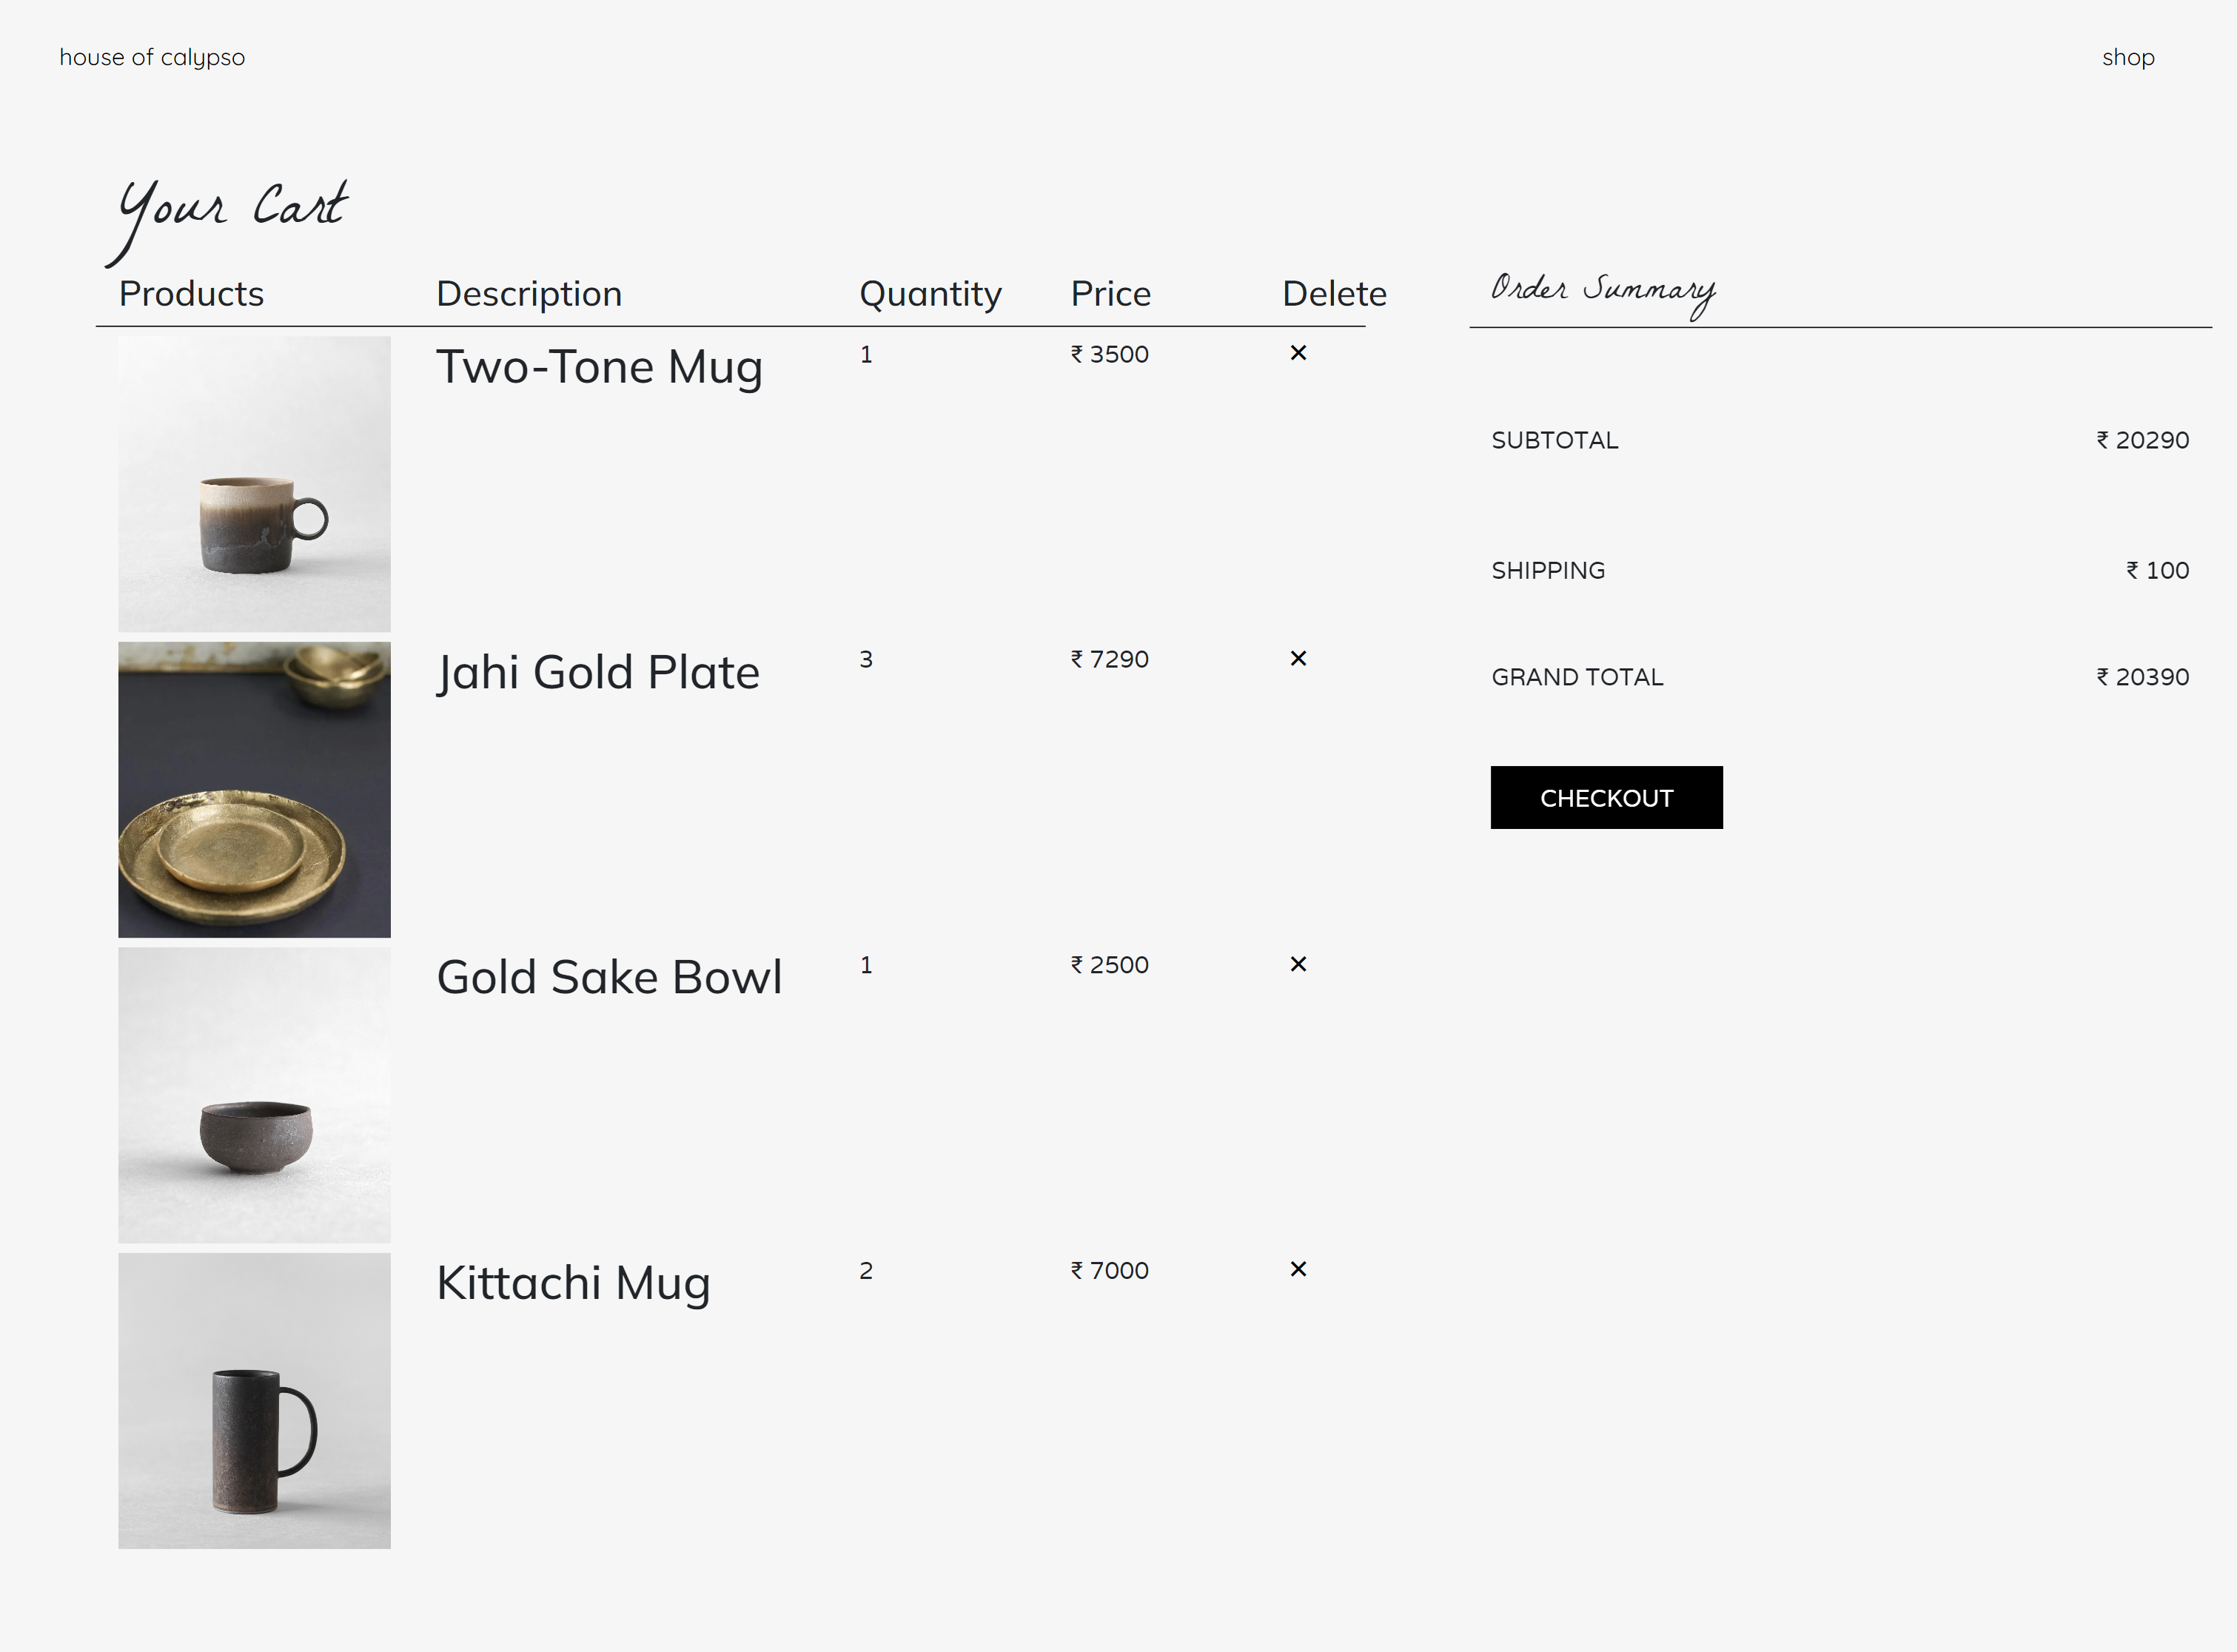 house of calypso
shop
Your Cart
Products Description Quantity Price Delete
Two-Tone Mug 1 ₹ 3500 ✕
Jahi Gold Plate 3 ₹ 7290 ✕
Gold Sake Bowl 1 ₹ 2500 ✕
Kittachi Mug 2 ₹ 7000 ✕
Order Summary
SUBTOTAL ₹ 20290
SHIPPING ₹ 100
GRAND TOTAL ₹ 20390
CHECKOUT